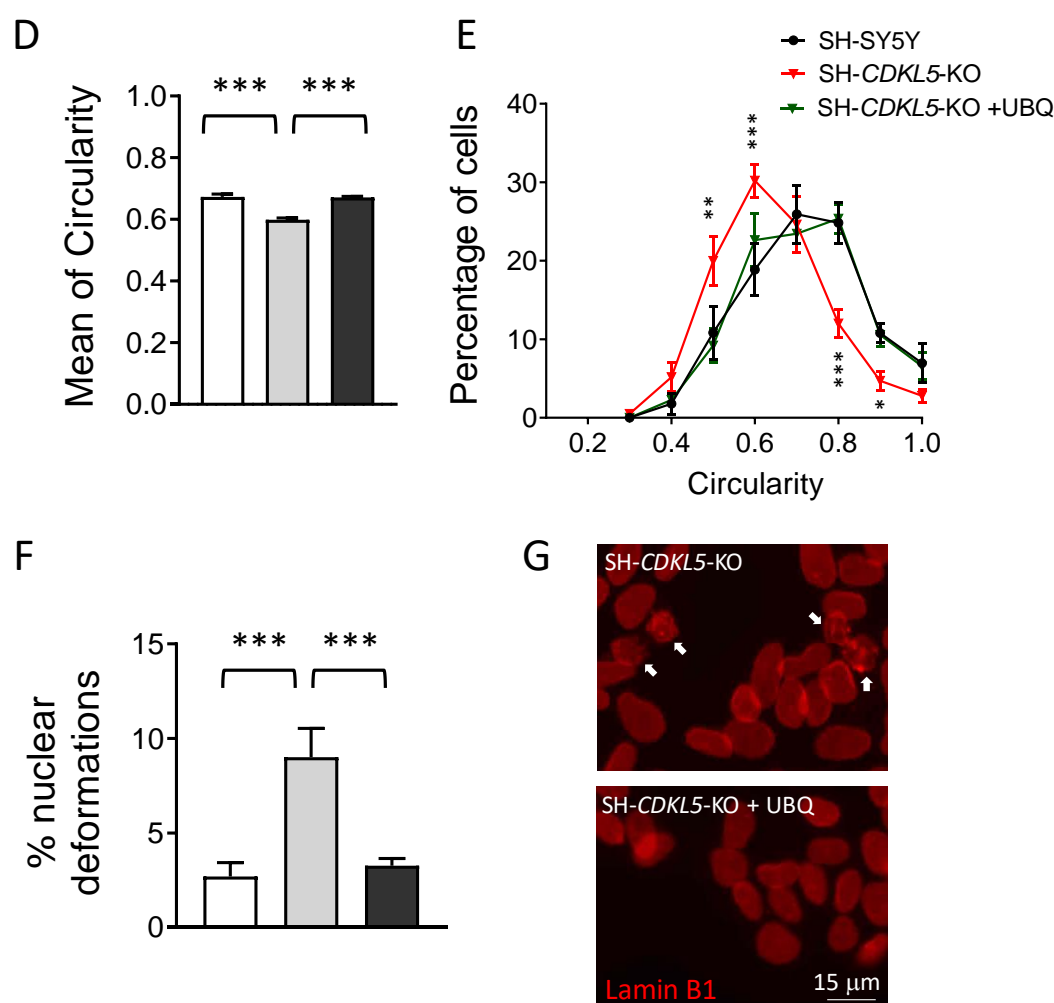 D
*** ***
1.0
0.8
0.6
0.4
0.2
0.0
Mean of Circularity
E
SH-SY5Y
SH-CDKL5-KO
SH-CDKL5-KO +UBQ
40
30
20
10
0
Percentage of cells
**
***
***
*
0.2 0.4 0.6 0.8 1.0
Circularity
F
*** ***
15
10
5
0
% nuclear
deformations
G
SH-CDKL5-KO
SH-CDKL5-KO + UBQ
Lamin B1
15 μm